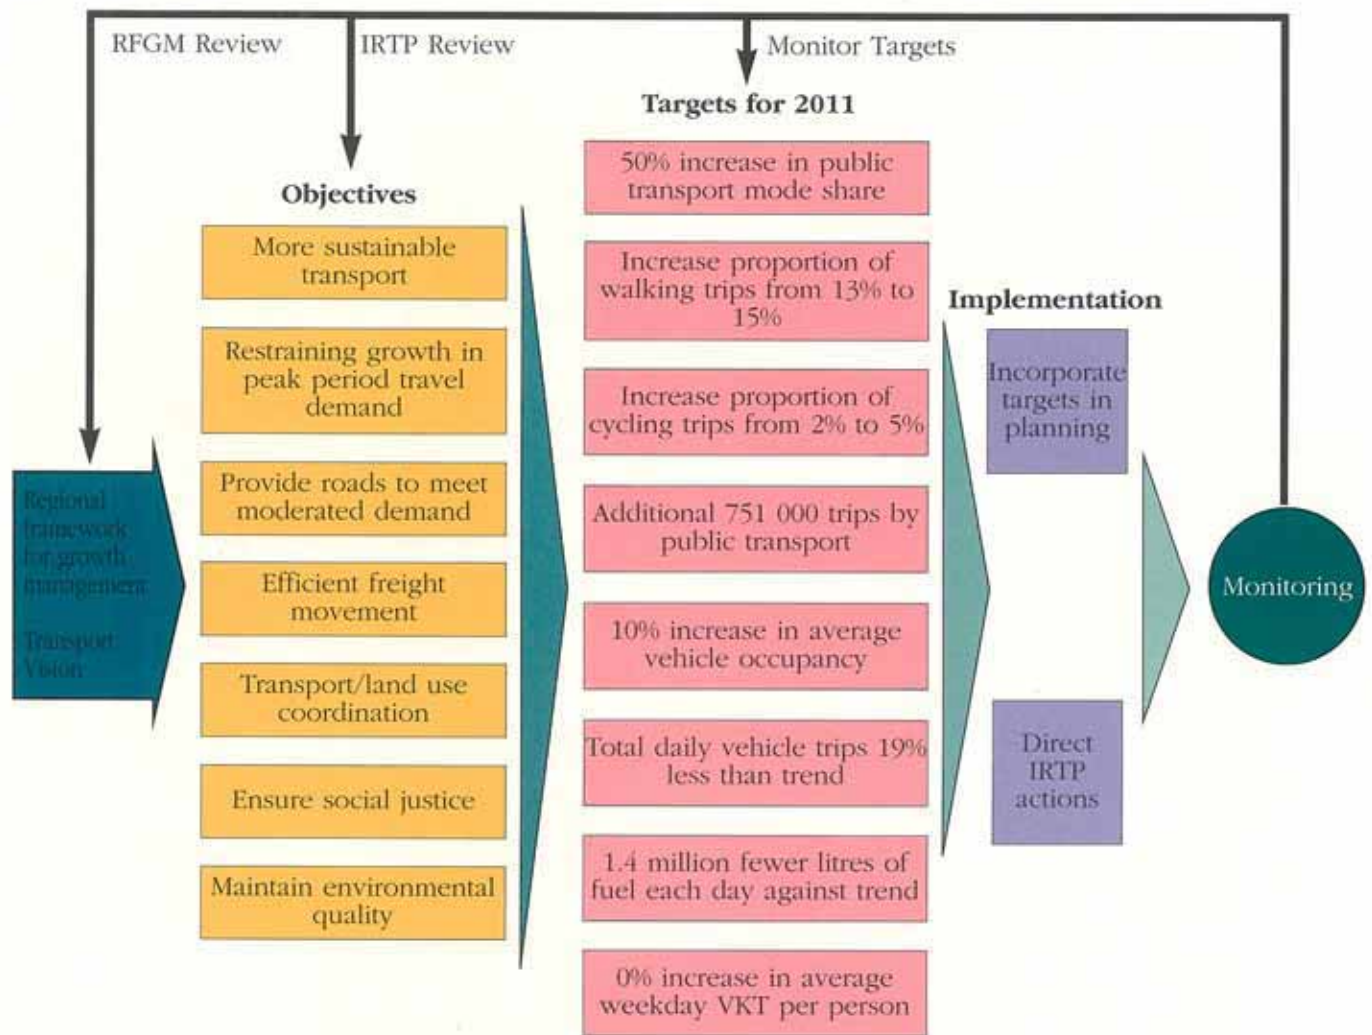 RFGM Review
IRTP Review
Monitor Targets
Targets for 2011
Objectives
Implementation
Regional
framework
for growth
management
Transport
Vision
More sustainable
transport
Restraining growth in
peak period travel
demand
Provide roads to meet
moderated demand
Efficient freight
movement
Transport/land use
coordination
Ensure social justice
Maintain environmental
quality
50% increase in public
transport mode share
Increase proportion of
walking trips from 13% to
15%
Increase proportion of
cycling trips from 2% to 5%
Additional 751 000 trips by
public transport
10% increase in average
vehicle occupancy
Total daily vehicle trips 19%
less than trend
1.4 million fewer litres of
fuel each day against trend
0% increase in average
weekday VKT per person
Incorporate
targets in
planning
Direct
IRTP
actions
Monitoring